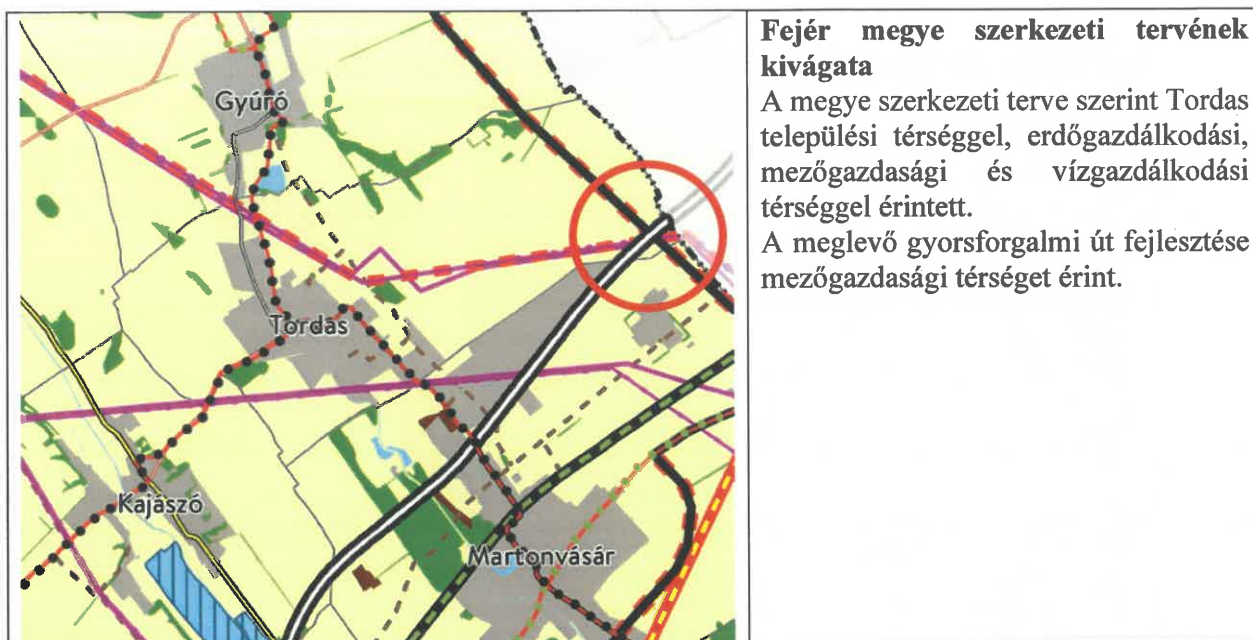 Gyúró
Tordas
Kajászó
Martonvásár
Fejér megye szerkezeti tervének
kivágata
A megye szerkezeti terve szerint Tordas
települési térséggel, erdőgazdálkodási,
mezőgazdasági és vízgazdálkodási
térséggel érintett.
A meglevő gyorsforgalmi út fejlesztése
mezőgazdasági térséget érint.